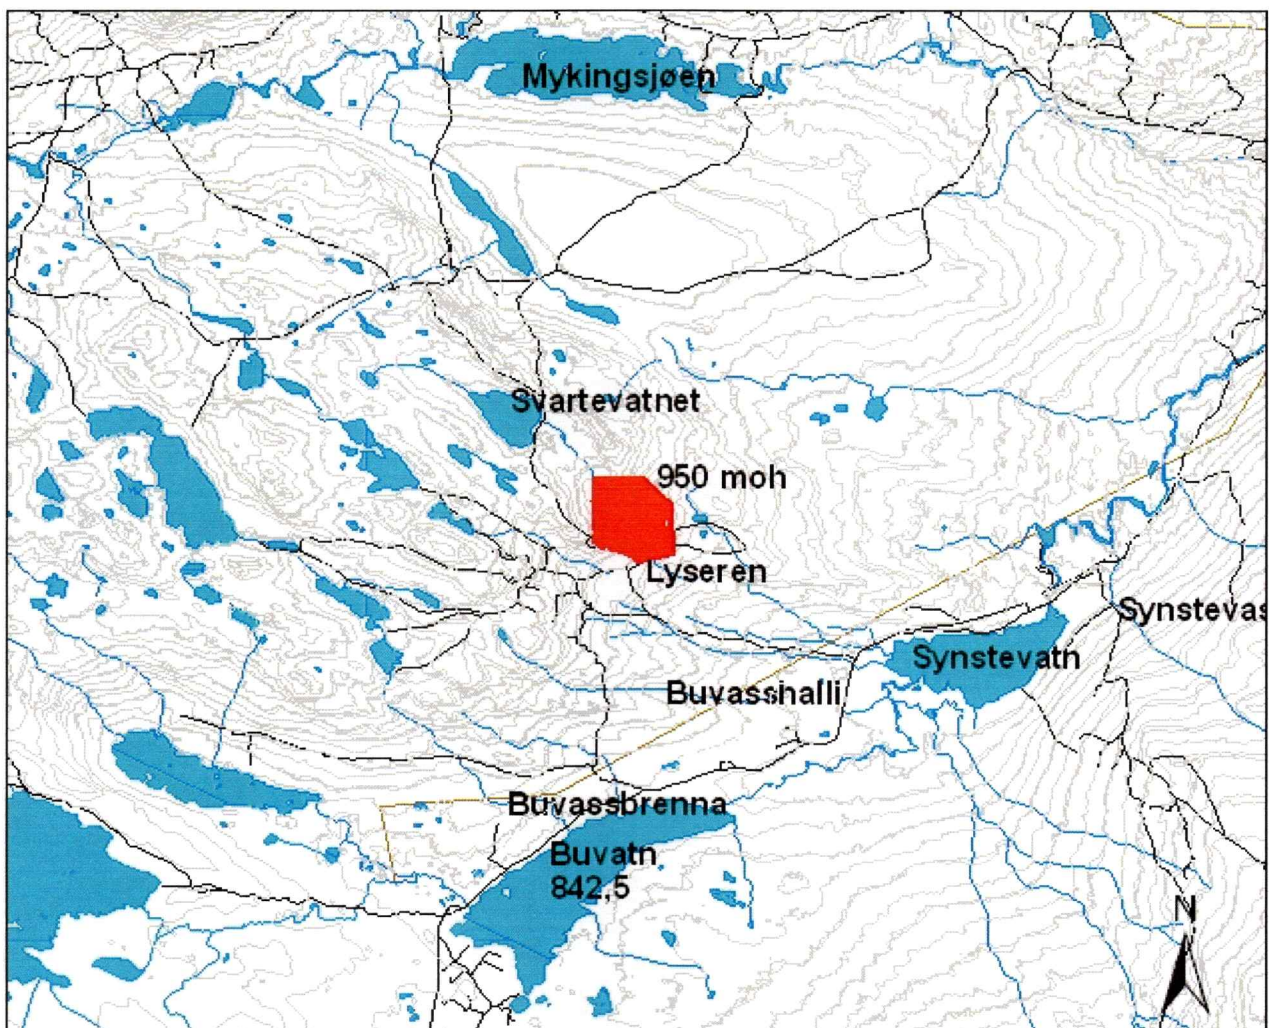 Mykingsjøen
Svartevatnet
950 moh
Lyseren
Synstevas
Synstevatn
Buvasshalli
Buvassbrenna
Buvatn
842,5
N